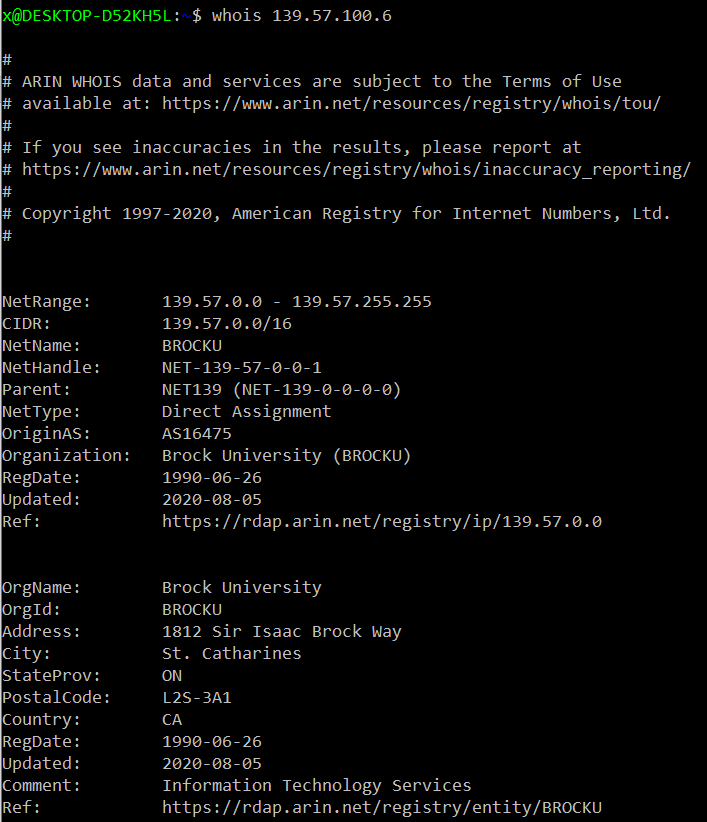 x@DESKTOP-D52KH5L:~$ whois 139.57.100.6
#
# ARIN WHOIS data and services are subject to the Terms of Use
# available at: https://www.arin.net/resources/registry/whois/tou/
#
# If you see inaccuracies in the results, please report at
# https://www.arin.net/resources/registry/whois/inaccuracy_reporting/
#
# Copyright 1997-2020, American Registry for Internet Numbers, Ltd.
#
NetRange: 139.57.0.0 - 139.57.255.255
CIDR: 139.57.0.0/16
NetName: BROCKU
NetHandle: NET-139-57-0-0-1
Parent: NET139 (NET-139-0-0-0-0)
NetType: Direct Assignment
OriginAS: AS16475
Organization: Brock University (BROCKU)
RegDate: 1990-06-26
Updated: 2020-08-05
Ref: https://rdap.arin.net/registry/ip/139.57.0.0
OrgName: Brock University
OrgId: BROCKU
Address: 1812 Sir Isaac Brock Way
City: St. Catharines
StateProv: ON
PostalCode: L2S-3A1
Country: CA
RegDate: 1990-06-26
Updated: 2020-08-05
Comment: Information Technology Services
Ref: https://rdap.arin.net/registry/entity/BROCKU